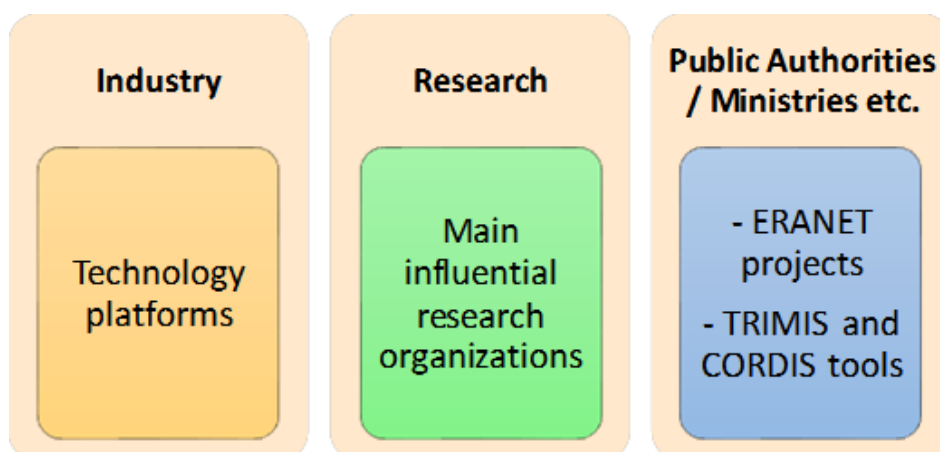 Industry
Technology
platforms
Research
Main
influential
research
organizations
Public Authorities
/ Ministries etc.
- ERANET
projects
- TRIMIS and
CORDIS tools